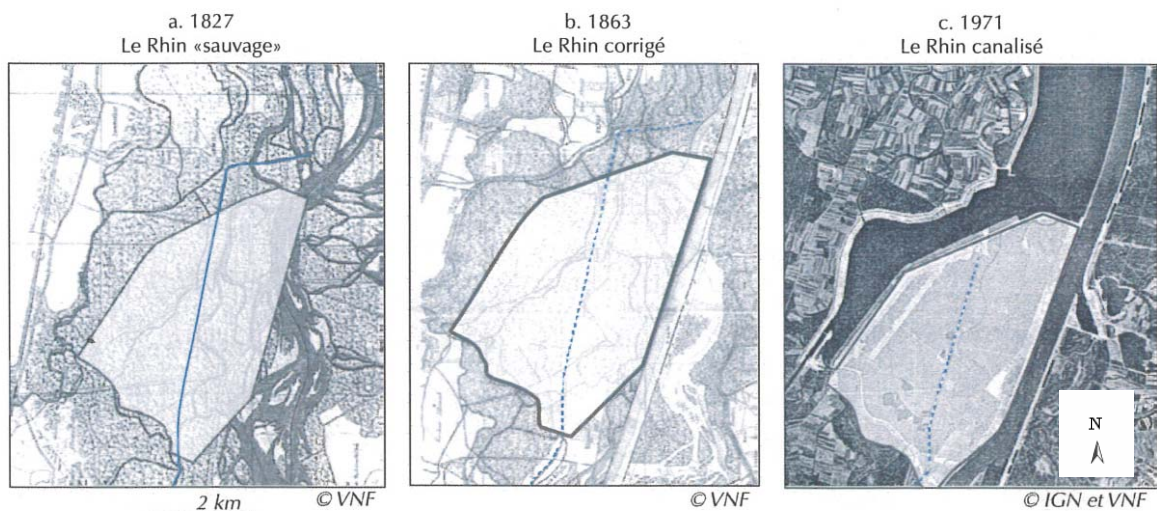 a. 1827
Le Rhin «sauvage»
b. 1863
Le Rhin corrigé
c. 1971
Le Rhin canalisé
N
2 km
© VNF
© VNF
© IGN et VNF